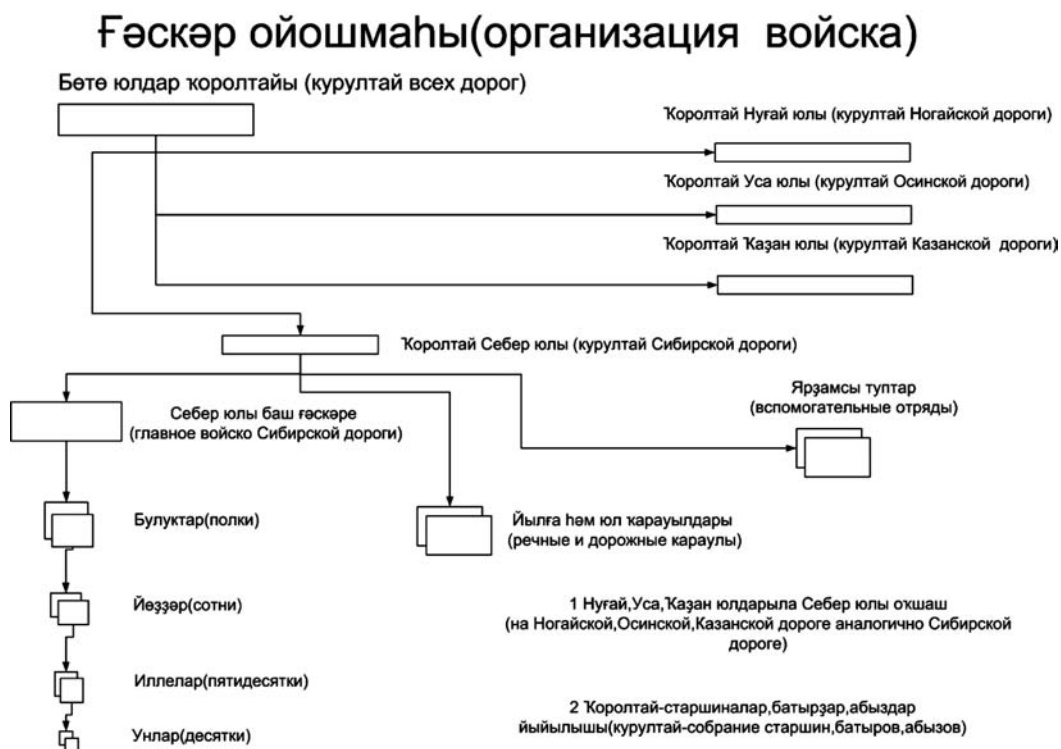 Ғәскәр ойошмаһы(организация войска)
Бөтө юлдар ҡоролтайы (курултай всех дорог)
Ҡоролтай Нуғай юлы (курултай Ногайской дороги)
Ҡоролтай Уса юлы (курултай Осинской дороги)
Ҡоролтай Ҡаҙан юлы (курултай Казанской дороги)
Ҡоролтай Себер юлы (курултай Сибирской дороги)
Себер юлы баш ғәскәре
(главное войско Сибирской дороги)
Ярҙамсы туптар
(вспомогательные отряды)
Булуктар(полки)
Йылға һәм юл ҡарауылдары
(речные и дорожные караулы)
Йөҙҙәр(сотни)
Иллелар(пятидесятки)
Унлар(десятки)
1 Нуғай,Уса,Ҡаҙан юлдарыла Себер юлы оҡшаш
(на Ногайской,Осинской,Казанской дороге аналогично Сибирской
дороге)
2 Ҡоролтай-старшиналар,батырҙар,абыздар
йыйылышы(курултай-собрание старшин,батыров,абызов)